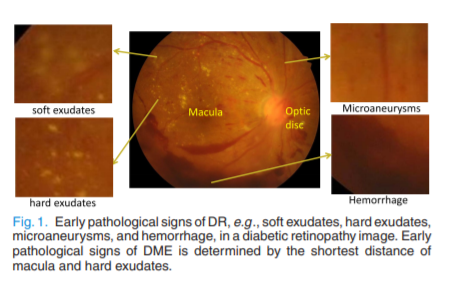 soft exudates
hard exudates
Macula
Optic
disc
Microaneurysms
Hemorrhage
Fig. 1. Early pathological signs of DR, e.g., soft exudates, hard exudates,
microaneurysms, and hemorrhage, in a diabetic retinopathy image. Early
pathological signs of DME is determined by the shortest distance of
macula and hard exudates.